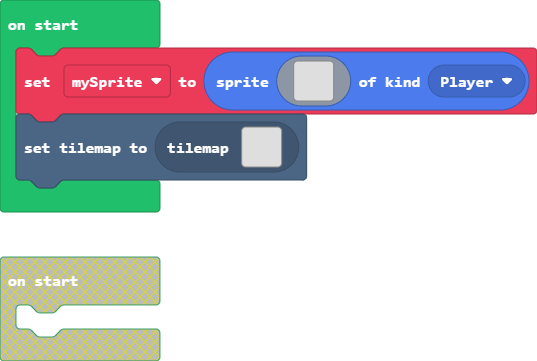 on start
set mySprite to sprite of kind Player
set tilemap to tilemap
on start